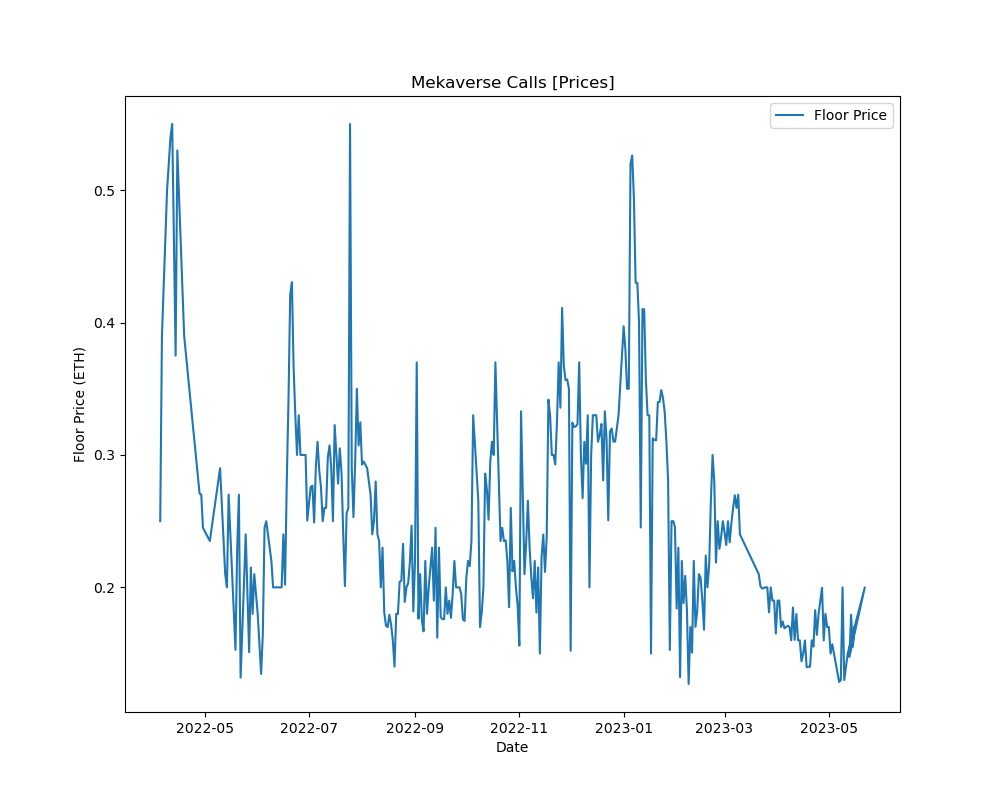 Mekaverse Calls [Prices]
Floor Price
0.5
0.4
0.3
0.2
Floor Price (ETH)
2022-05 2022-07 2022-09 2022-11 2023-01 2023-03 2023-05
Date